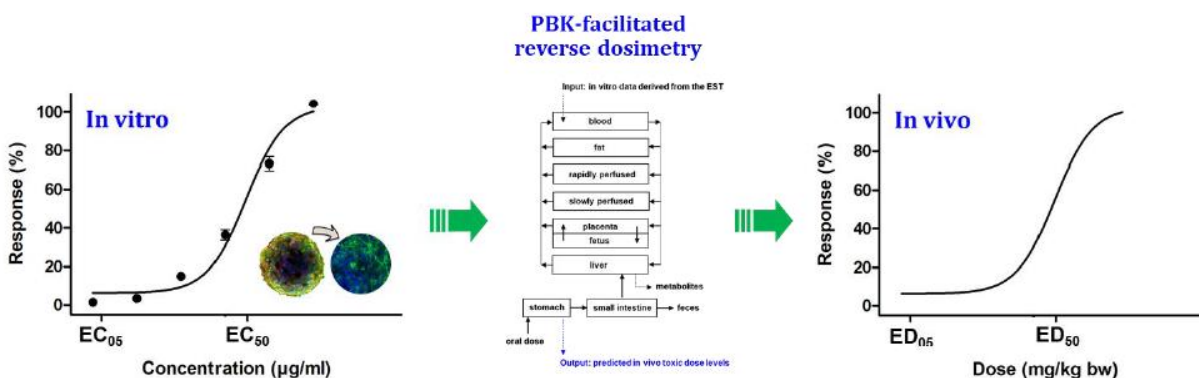 PBK-facilitated
reverse dosimetry
In vitro
Response (%)
100
80
60
40
20
0
EC₀₅
EC₅₀
Concentration (µg/ml)
Input: in vitro data derived from the EST
blood
fat
rapidly perfused
slowly perfused
placenta
fetus
liver
metabolites
stomach
small intestine
feces
oral dose
Output: predicted in vivo toxic dose levels
In vivo
Response (%)
100
80
60
40
20
0
ED₀₅
ED₅₀
Dose (mg/kg bw)